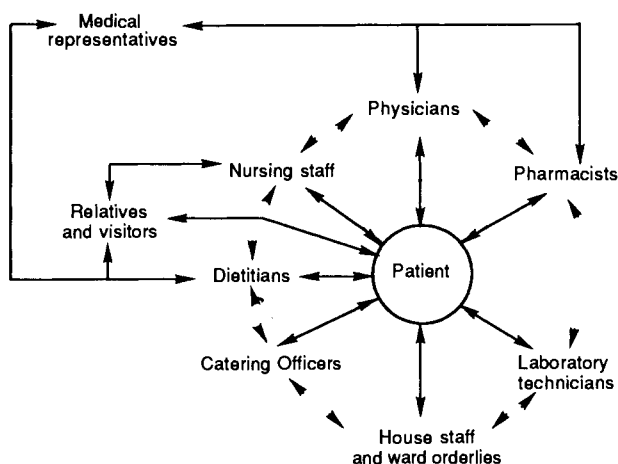 Medical
representatives
Physicians
Nursing staff
Pharmacists
Relatives
and visitors
Dietitians
Patient
Catering Officers
Laboratory
technicians
House staff
and ward orderlies